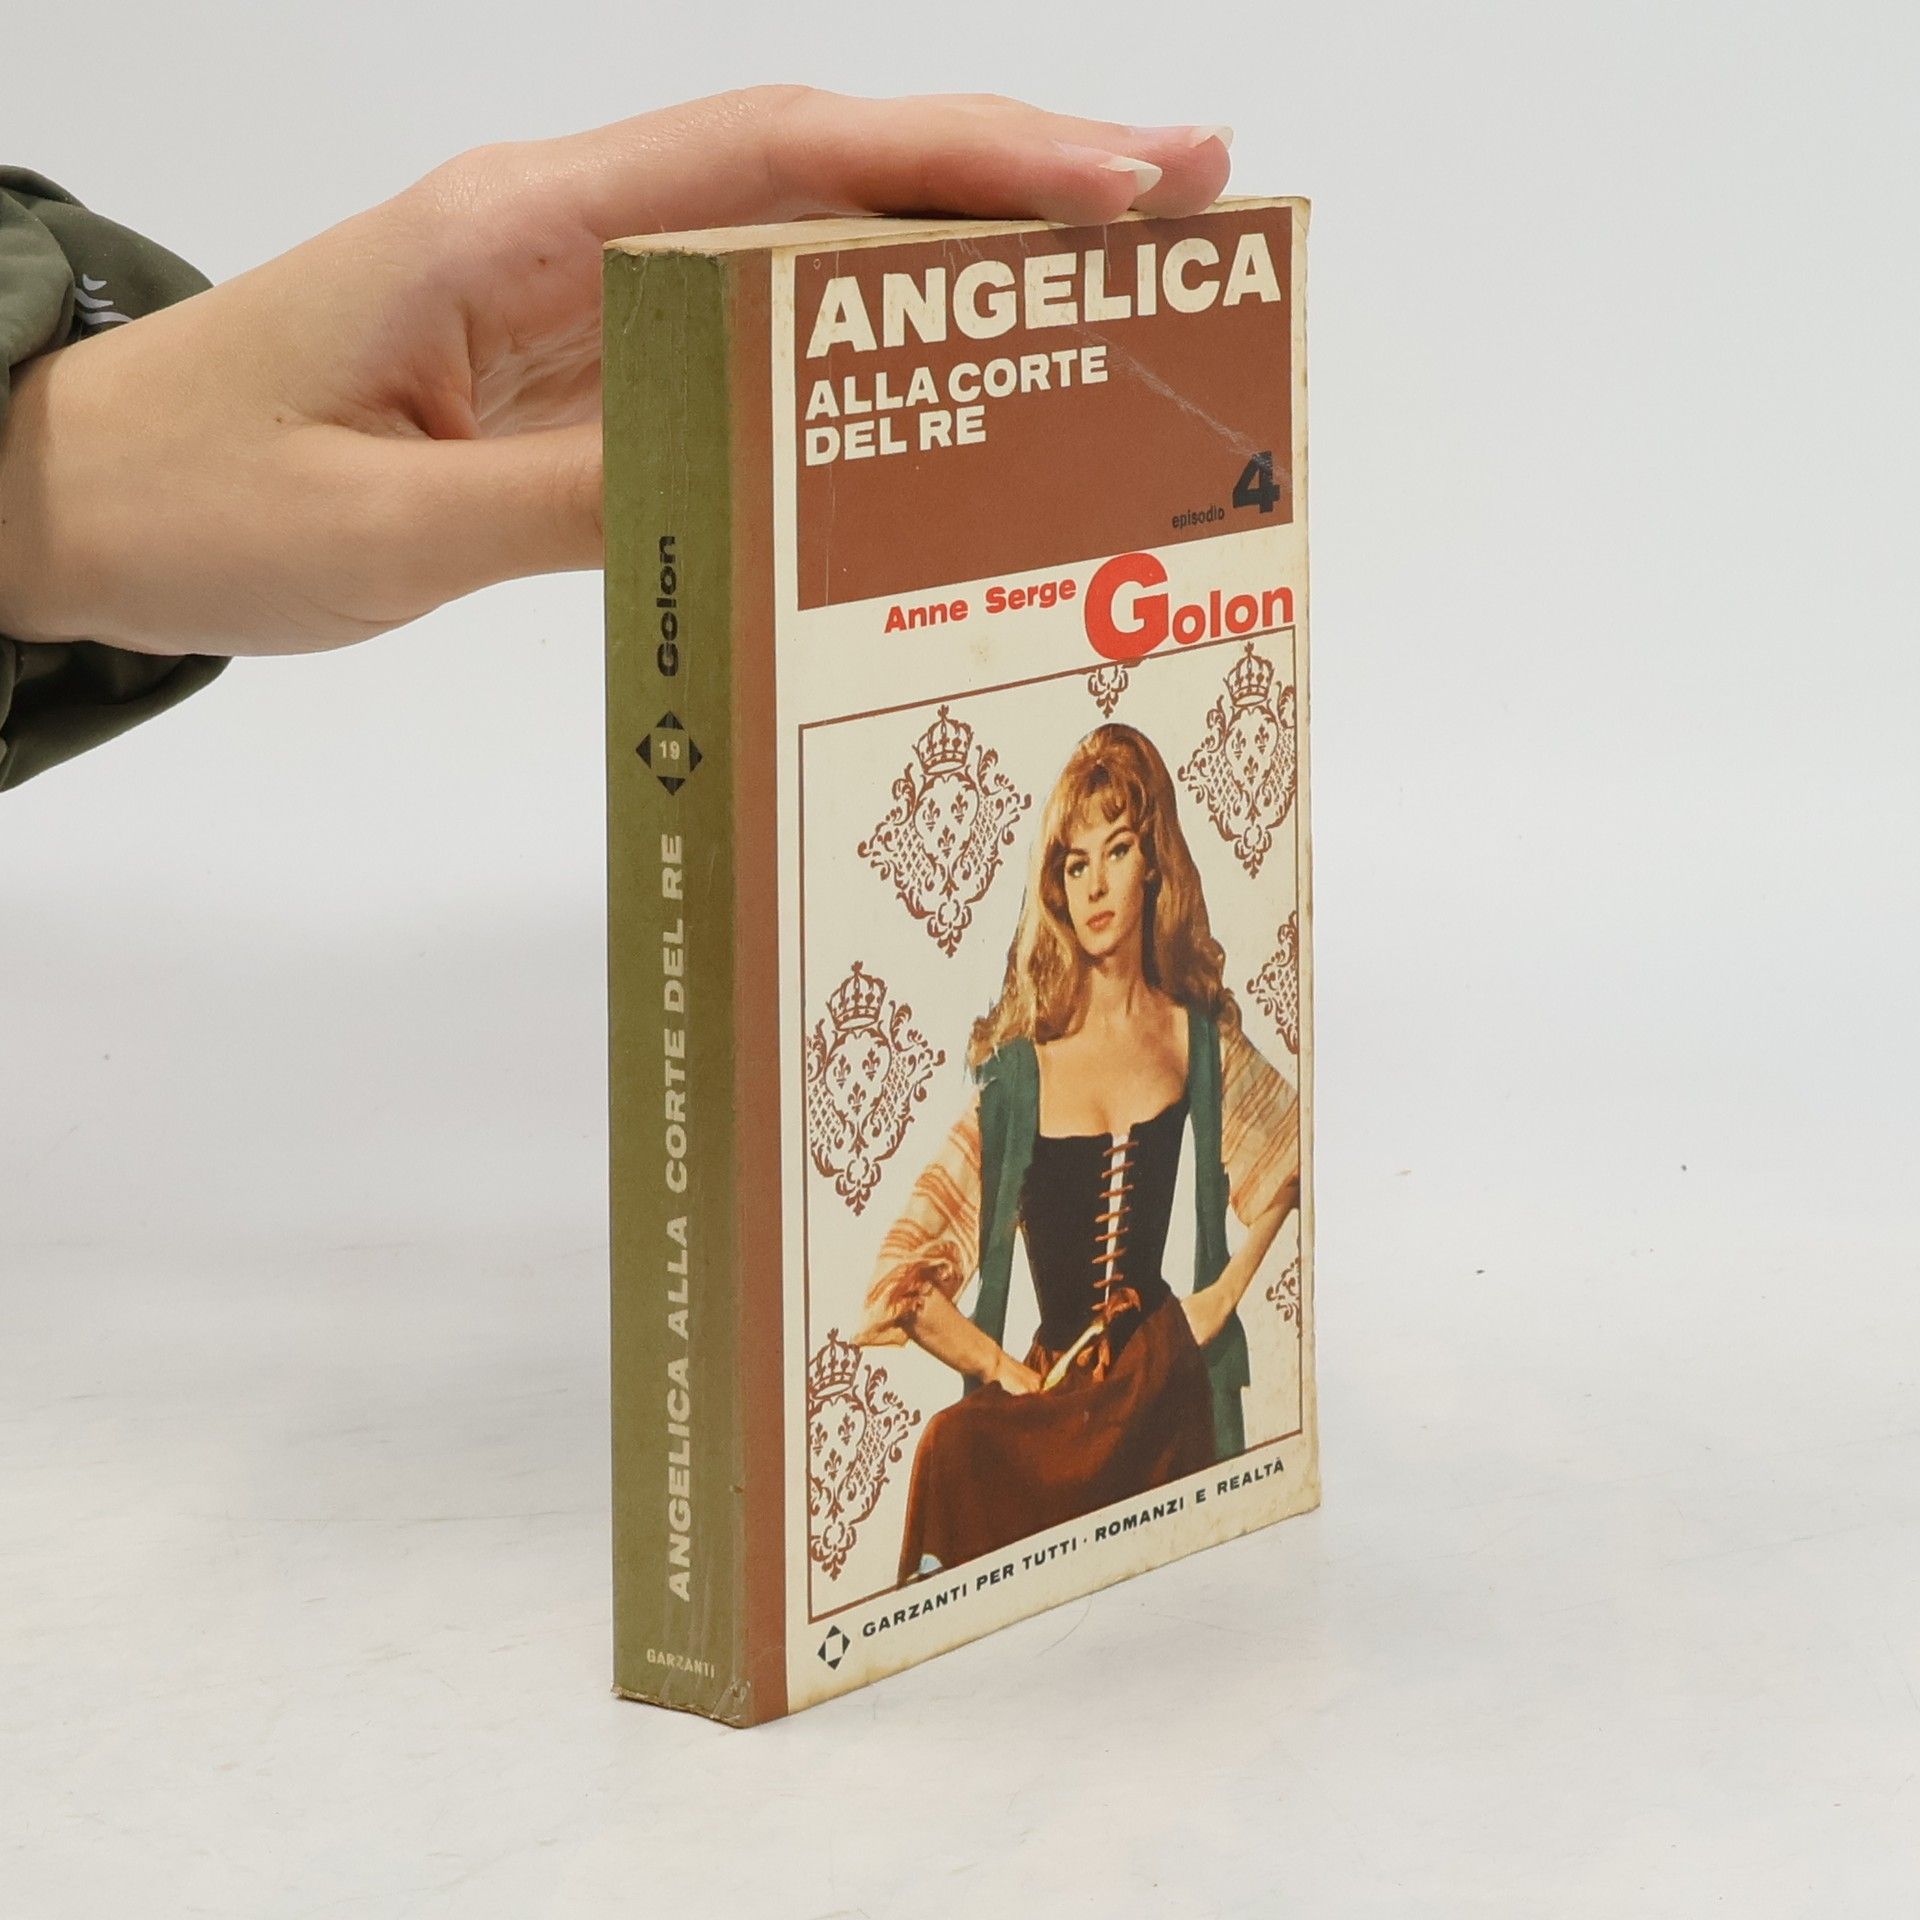 ANGELICA
ALLA CORTE
DEL RE
episodio 4
Anne Serge Golon
GARZANTI PER TUTTI · ROMANZI E REALTÀ
ANGELICA ALLA CORTE DEL RE 19 Golon
GARZANTI